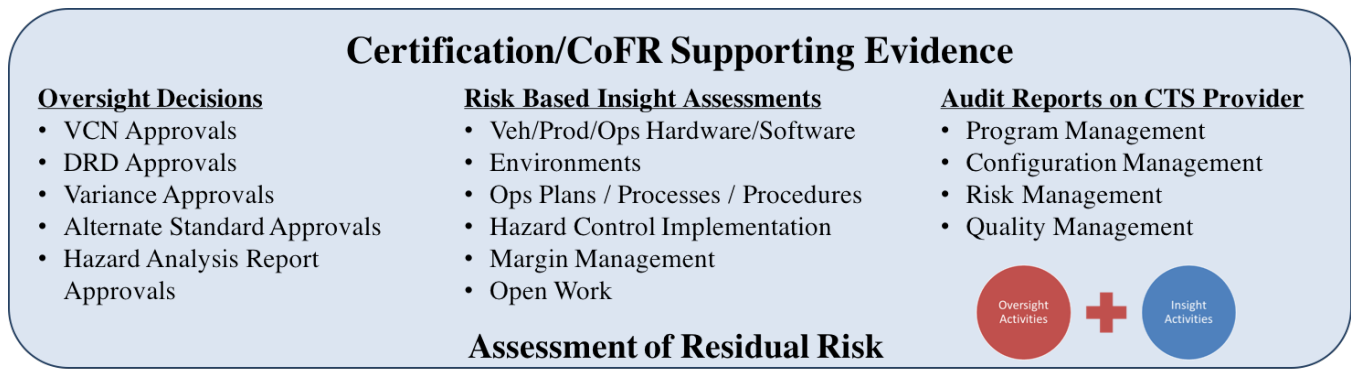 Certification/CoFR Supporting Evidence
Oversight Decisions
• VCN Approvals
• DRD Approvals
• Variance Approvals
• Alternate Standard Approvals
• Hazard Analysis Report
Approvals
Risk Based Insight Assessments
• Veh/Prod/Ops Hardware/Software
• Environments
• Ops Plans / Processes / Procedures
• Hazard Control Implementation
• Margin Management
• Open Work
Audit Reports on CTS Provider
• Program Management
• Configuration Management
• Risk Management
• Quality Management
Oversight
Activities
Insight
Activities
Assessment of Residual Risk